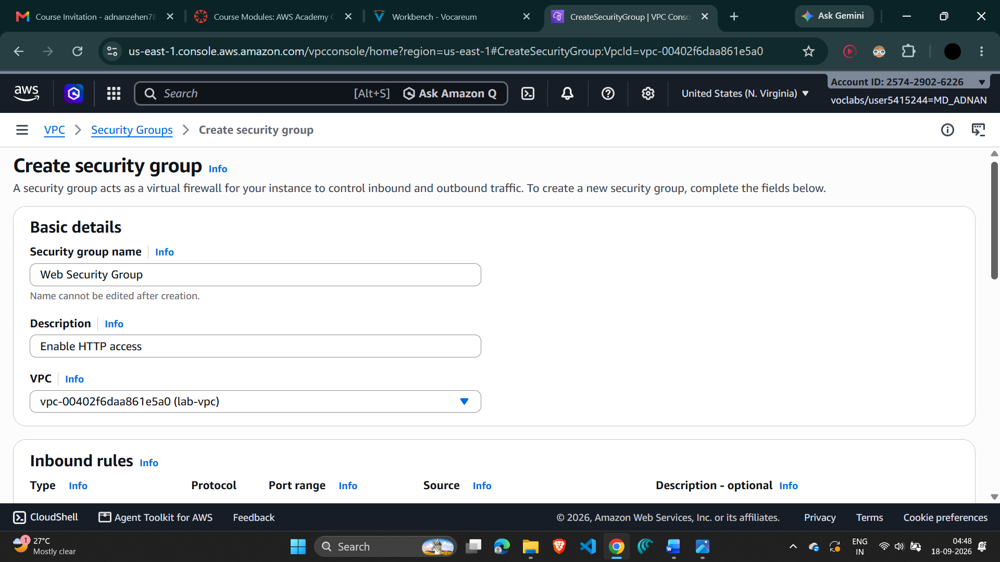 Course Invitation - adnanzehen78
Course Modules: AWS Academy C
Workbench - Vocareum
CreateSecurityGroup | VPC Conso
Ask Gemini
us-east-1.console.aws.amazon.com/vpcconsole/home?region=us-east-1#CreateSecurityGroup:VpcId=vpc-00402f6daa861e5a0
aws
Search
[Alt+S]
Ask Amazon Q
United States (N. Virginia)
Account ID: 2574-2902-6226
voclabs/user5415244=MD_ADNAN
VPC
Security Groups
Create security group
Create security group Info
A security group acts as a virtual firewall for your instance to control inbound and outbound traffic. To create a new security group, complete the fields below.
Basic details
Security group name Info
Web Security Group
Name cannot be edited after creation.
Description Info
Enable HTTP access
VPC Info
vpc-00402f6daa861e5a0 (lab-vpc)
Inbound rules Info
Type Info Protocol Port range Info Source Info Description - optional Info
CloudShell
Agent Toolkit for AWS
Feedback
© 2026, Amazon Web Services, Inc. or its affiliates.
Privacy
Terms
Cookie preferences
1
27°C
Mostly clear
Search
ENG
IN
04:48
18-09-2026